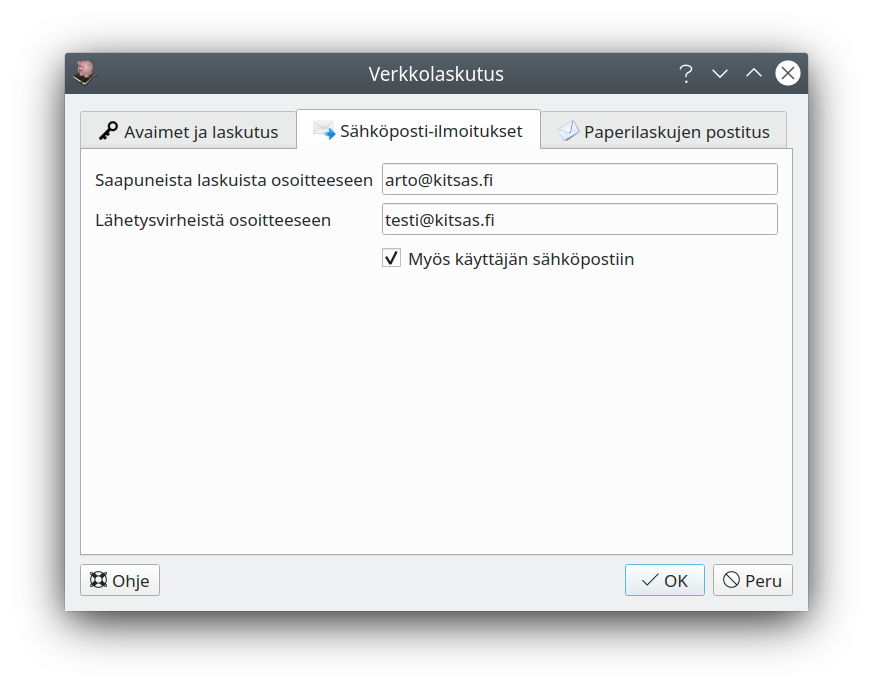 Verkkolaskutus
Avaimet ja laskutus Sähköposti-ilmoitukset Paperilaskujen postitus
Saapuneista laskuista osoitteeseen arto@kitsas.fi
Lähetysvirheistä osoitteeseen testi@kitsas.fi
Myös käyttäjän sähköpostiin
Ohje OK Peru